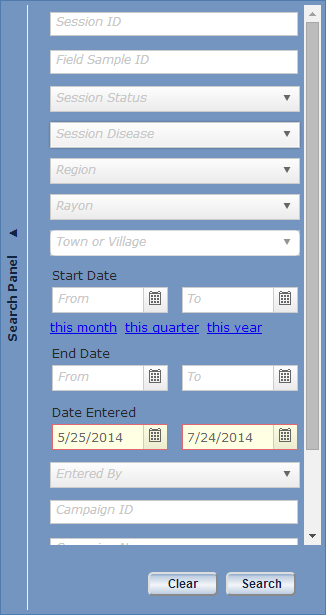 Search Panel
Session ID
Field Sample ID
Session Status
Session Disease
Region
Rayon
Town or Village
Start Date
From To
this month this quarter this year
End Date
From To
Date Entered
5/25/2014 7/24/2014
Entered By
Campaign ID
Clear Search